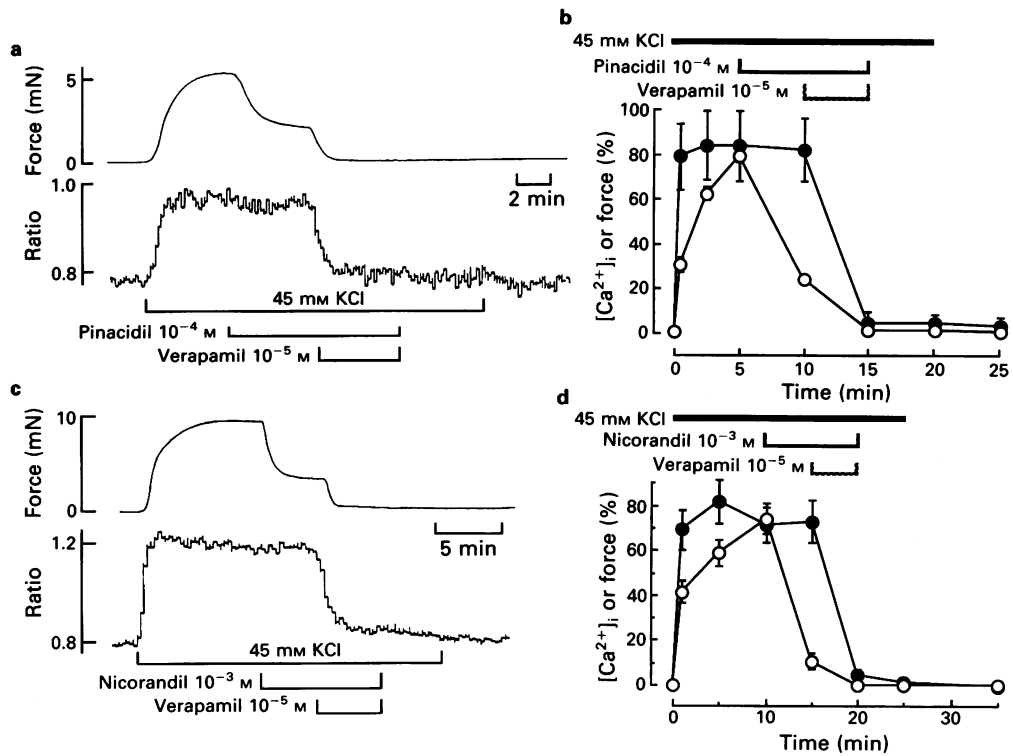 a
Force (mN)
5
0
2 min
Ratio
1.0
0.8
45 mM KCl
Pinacidil 10⁻⁴ M
Verapamil 10⁻⁵ M
b
45 mM KCl
Pinacidil 10⁻⁴ M
Verapamil 10⁻⁵ M
[Ca²⁺]i or force (%)
100
80
60
40
20
0
0 5 10 15 20 25
Time (min)
c
Force (mN)
10
0
5 min
Ratio
1.2
0.8
45 mM KCl
Nicorandil 10⁻³ M
Verapamil 10⁻⁵ M
d
45 mM KCl
Nicorandil 10⁻³ M
Verapamil 10⁻⁵ M
[Ca²⁺]i or force (%)
80
60
40
20
0
0 10 20 30
Time (min)